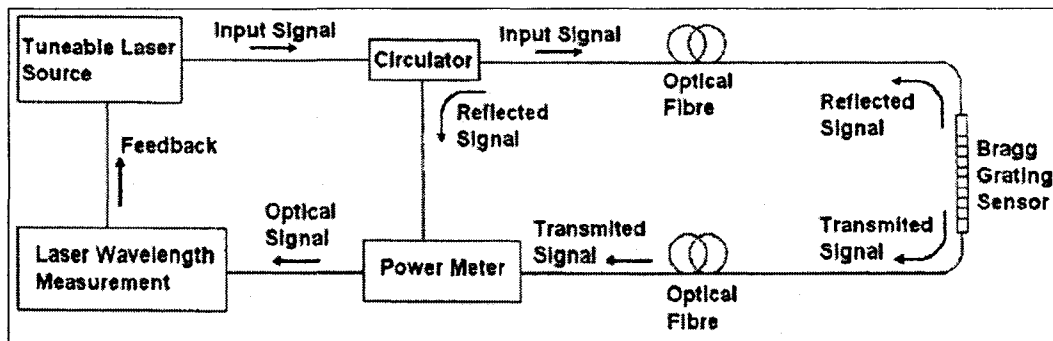 Tuneable Laser
Source
Input Signal
Circulator
Input Signal
Optical
Fibre
Reflected
Signal
Reflected
Signal
Bragg
Grating
Sensor
Feedback
Optical
Signal
Transmited
Signal
Transmited
Signal
Laser Wavelength
Measurement
Power Meter
Optical
Fibre